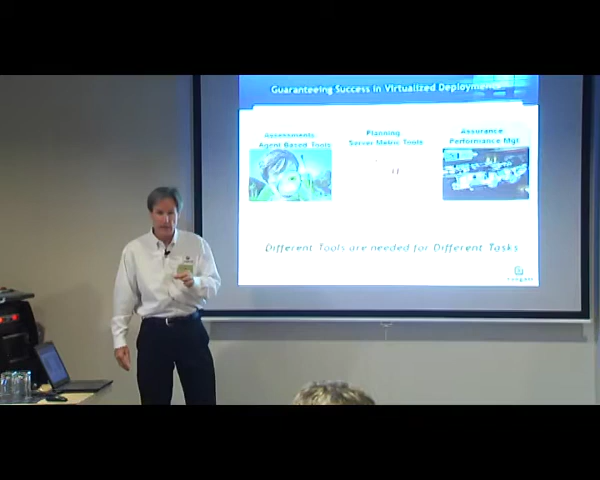 Guaranteeing Success in Virtualized Deployments
Assessments
Agent Based Tools
Planning
Server Metric Tools
Assurance
Performance Mgt
Different Tools are needed for Different Tasks